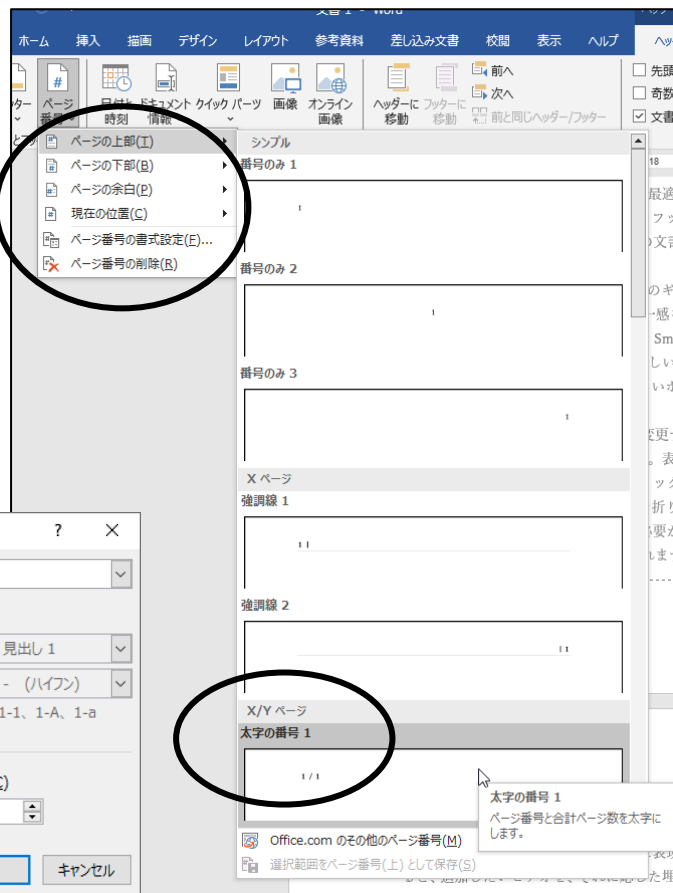 文書 1 - Word
ホーム 挿入 描画 デザイン レイアウト 参考資料 差し込み文書 校閲 表示 ヘルプ
ページ番号 日付と時刻 ドキュメント情報 クイック パーツ 画像 オンライン画像 ヘッダーに移動 フッターに移動
前へ
次へ
前と同じヘッダー/フッター
先頭
奇数
文書
ページの上部(T)
ページの下部(B)
ページの余白(P)
現在の位置(C)
ページ番号の書式設定(F)...
ページ番号の削除(R)
シンプル
番号のみ 1
1
番号のみ 2
1
番号のみ 3
1
X ページ
強調線 1
1 |
強調線 2
| 1
X/Y ページ
太字の番号 1
1 / 1
太字の番号 1
ページ番号と合計ページ数を太字に
します。
Office.com のその他のページ番号(M)
選択範囲をページ番号(上) として保存(S)
?
見出し 1
- (ハイフン)
1-1、1-A、1-a
キャンセル
18